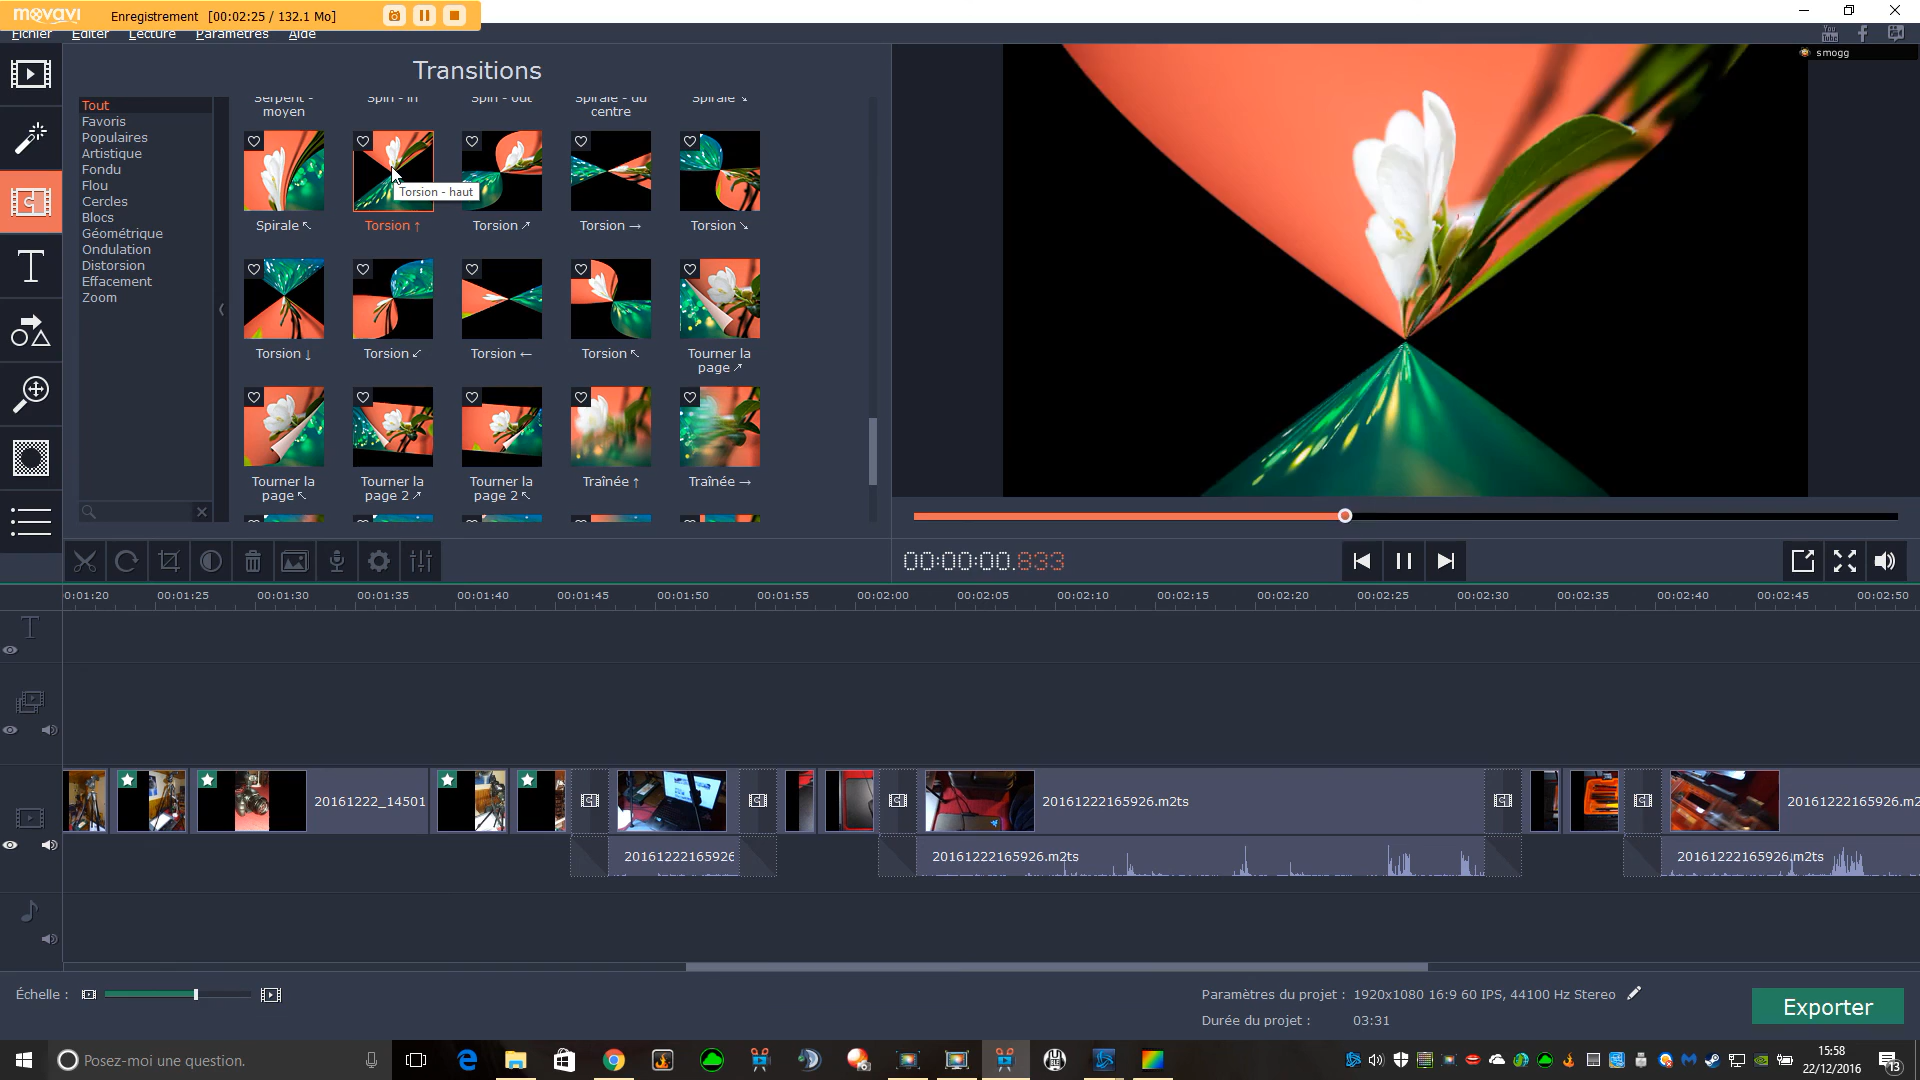 movavi
Enregistrement [00:02:25 / 132.1 Mo]
Fichier Éditer Lecture Paramètres Aide
smogg
Transitions
Tout
Favoris
Populaires
Artistique
Fondu
Flou
Cercles
Blocs
Géométrique
Ondulation
Distorsion
Effacement
Zoom
Serpent - moyen
Spin - in
Spin - out
Spirale - du centre
Spirale ↘
Torsion - haut
Spirale ↖
Torsion ↑
Torsion ↗
Torsion →
Torsion ↘
Torsion ↓
Torsion ↙
Torsion ←
Torsion ↖
Tourner la page ↗
Tourner la page ↖
Tourner la page 2 ↗
Tourner la page 2 ↖
Traînée ↑
Traînée →
00:00:00.833
0:01:20 00:01:25 00:01:30 00:01:35 00:01:40 00:01:45 00:01:50 00:01:55 00:02:00 00:02:05 00:02:10 00:02:15 00:02:20 00:02:25 00:02:30 00:02:35 00:02:40 00:02:45 00:02:50
20161222_14501 20161222165926.m2ts 20161222165926.m2
20161222165926 20161222165926.m2ts 20161222165926.m2ts
Échelle :
Paramètres du projet : 1920x1080 16:9 60 IPS, 44100 Hz Stereo
Durée du projet : 03:31
Exporter
Posez-moi une question.
15:58
22/12/2016
13